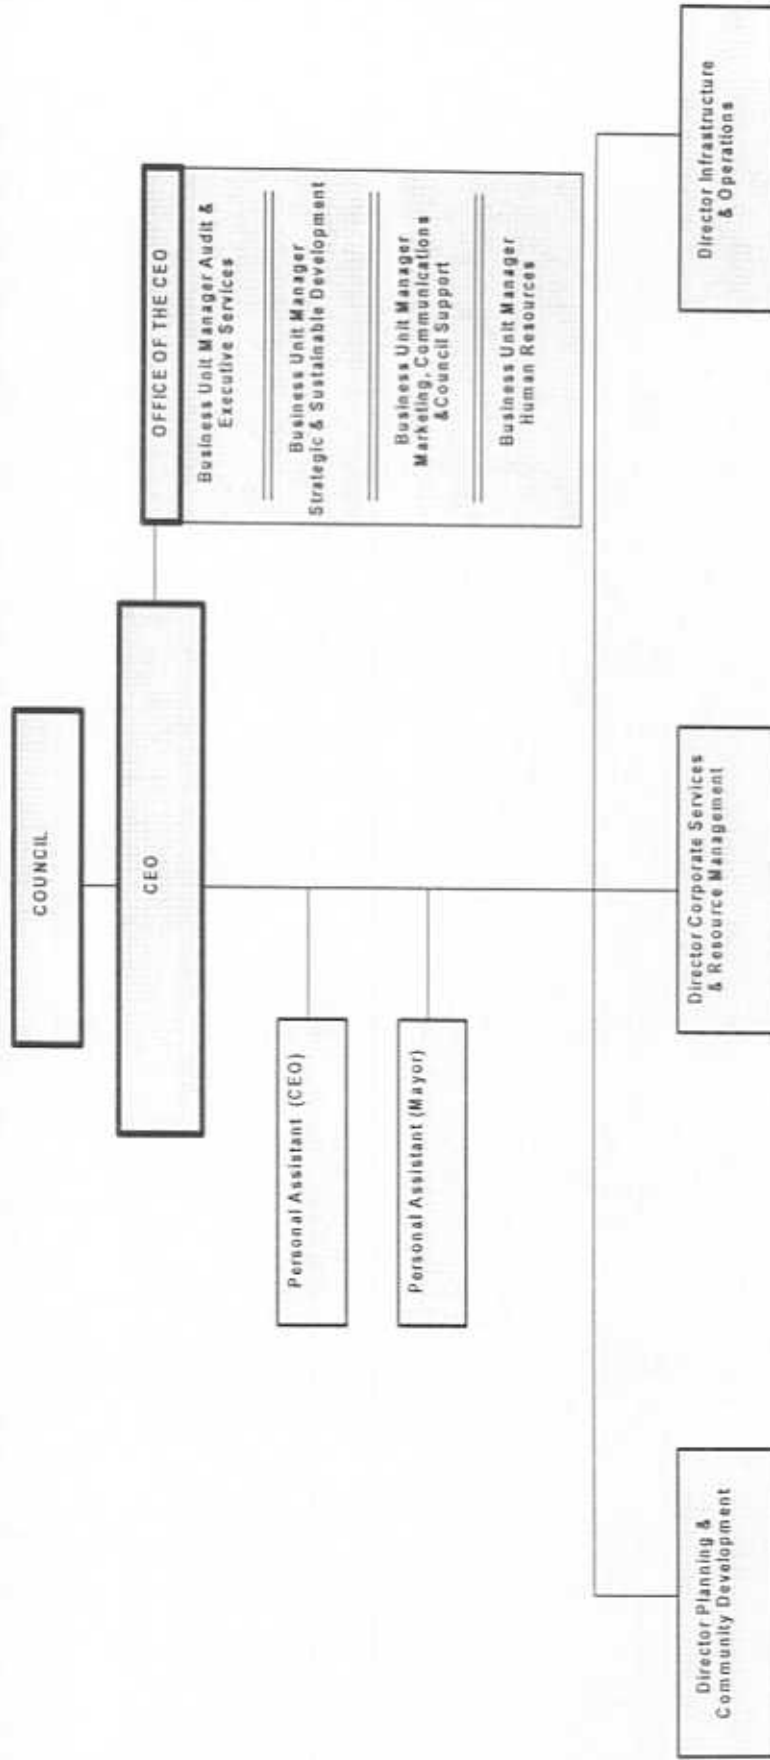 COUNCIL
CEO
OFFICE OF THE CEO
Business Unit Manager Audit &
Executive Services
Business Unit Manager
Strategic & Sustainable Development
Business Unit Manager
Marketing, Communications
&Council Support
Business Unit Manager
Human Resources
Personal Assistant (CEO)
Personal Assistant (Mayor)
Director Planning &
Community Development
Director Corporate Services
& Resource Management
Director Infrastructure
& Operations